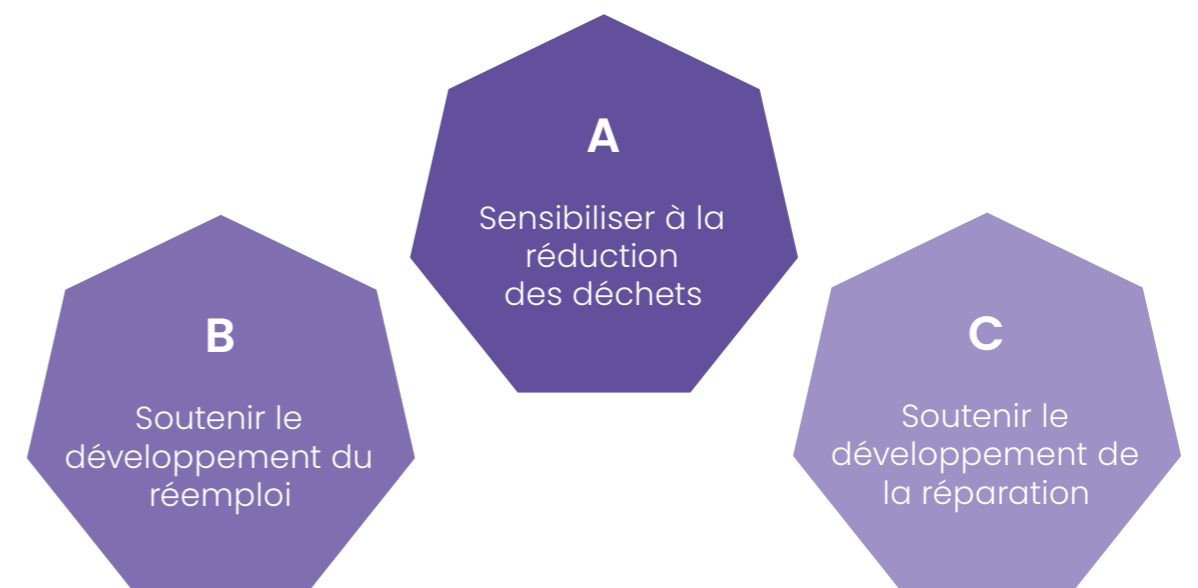 A
Sensibiliser à la
réduction
des déchets
B
Soutenir le
développement du
réemploi
C
Soutenir le
développement de
la réparation